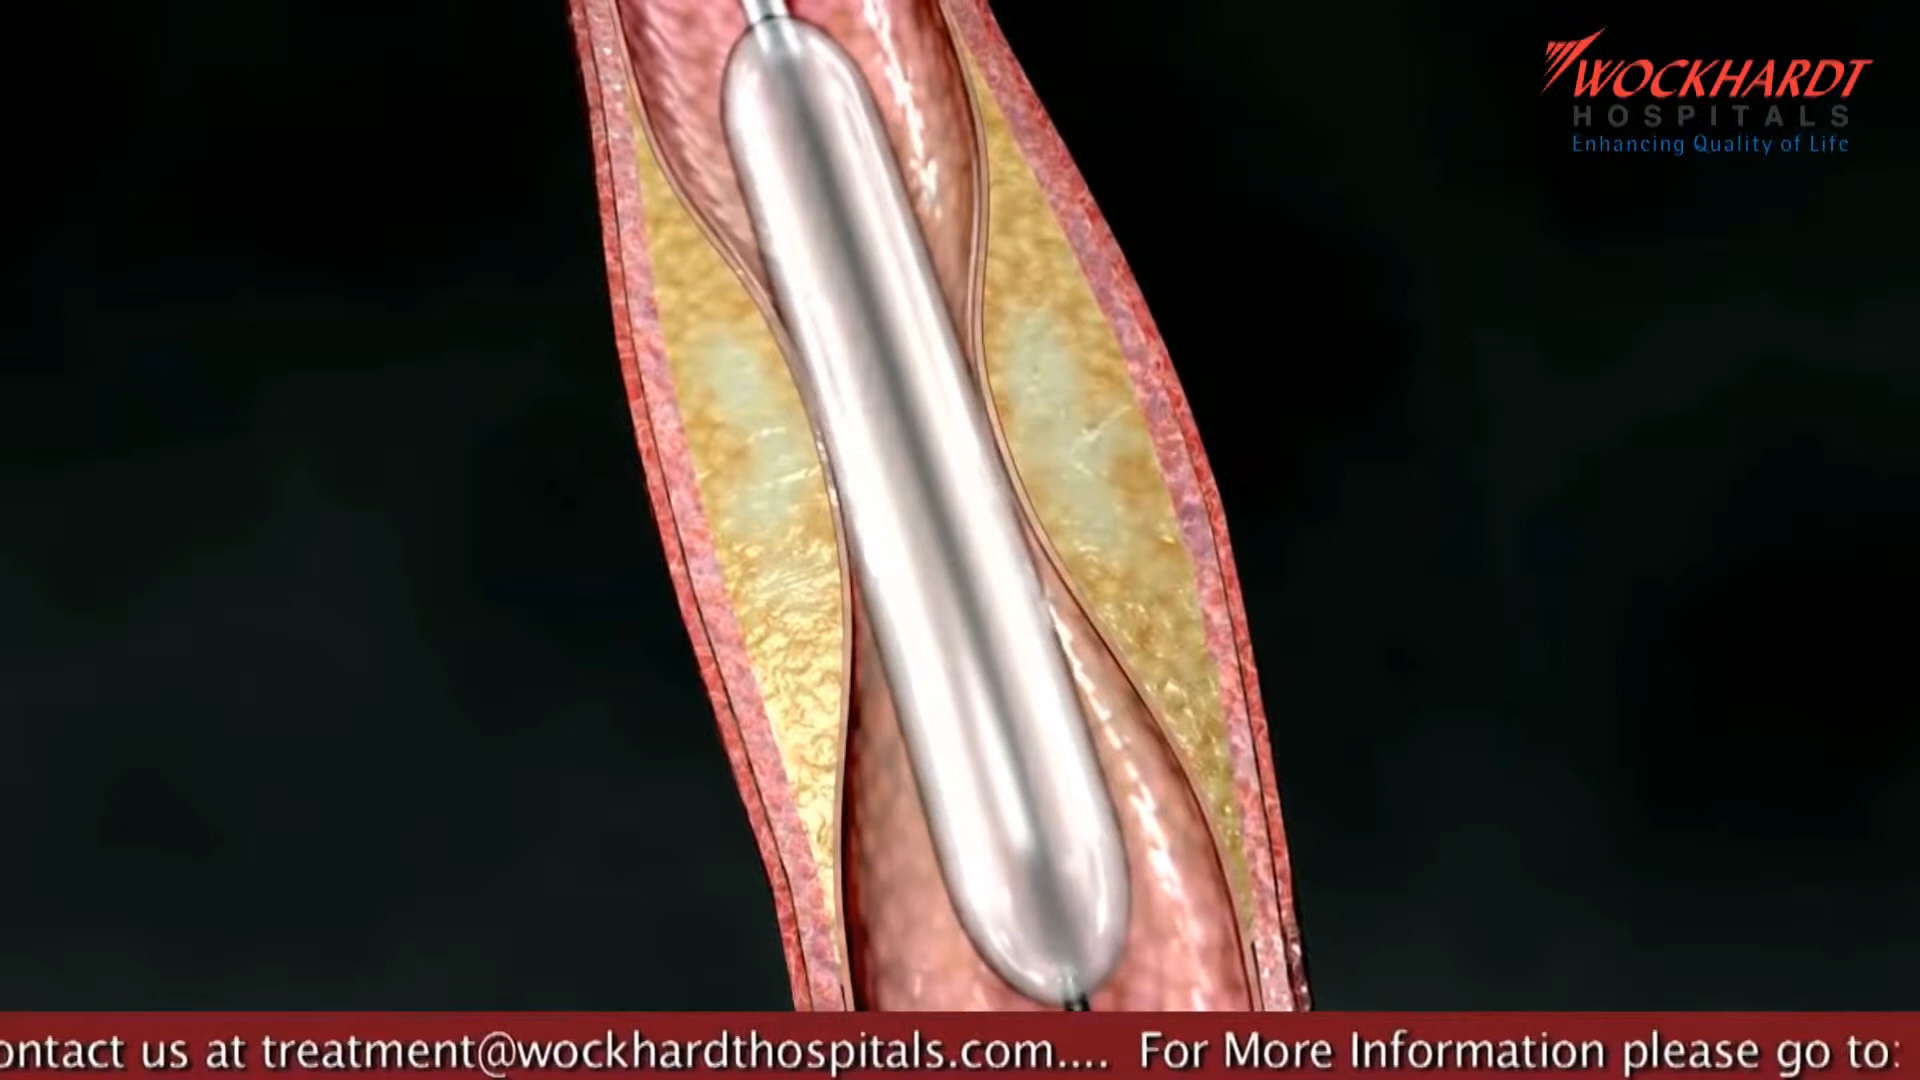 WOCKHARDT
HOSPITALS
Enhancing Quality of Life
ontact us at treatment@wockhardthospitals.com.... For More Information please go to: